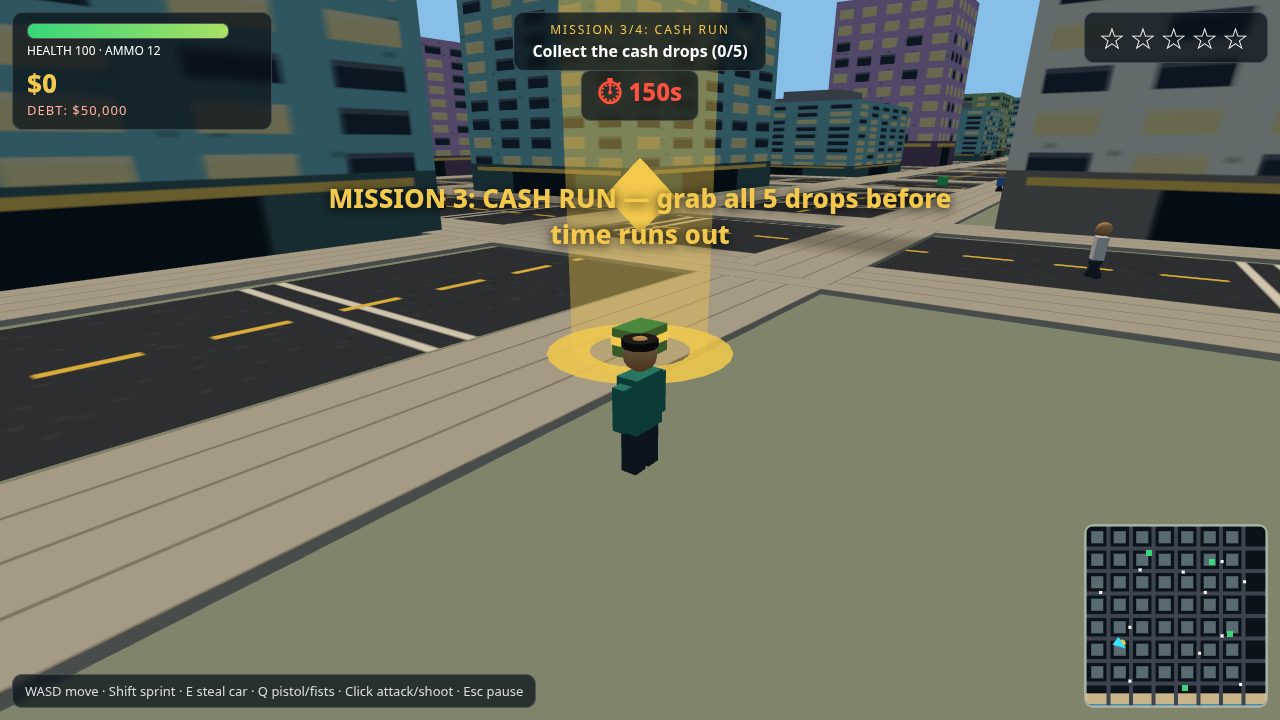 HEALTH 100 · AMMO 12
$0
DEBT: $50,000
MISSION 3/4: CASH RUN
Collect the cash drops (0/5)
⏱ 150s
☆☆☆☆☆
MISSION 3: CASH RUN — grab all 5 drops before
time runs out
WASD move · Shift sprint · E steal car · Q pistol/fists · Click attack/shoot · Esc pause